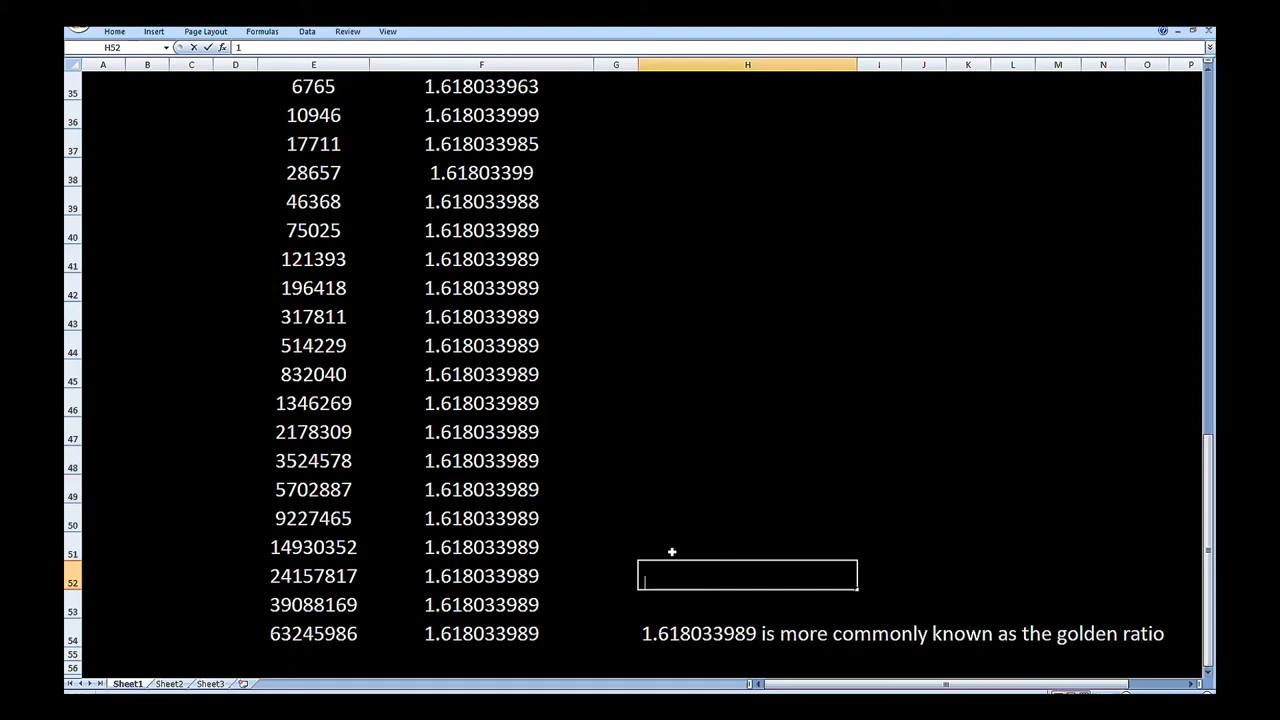 Home Insert Page Layout Formulas Data Review View
H52 fx 1
A B C D E F G H I J K L M N O P
35 6765 1.618033963
36 10946 1.618033999
37 17711 1.618033985
38 28657 1.61803399
39 46368 1.618033988
40 75025 1.618033989
41 121393 1.618033989
42 196418 1.618033989
43 317811 1.618033989
44 514229 1.618033989
45 832040 1.618033989
46 1346269 1.618033989
47 2178309 1.618033989
48 3524578 1.618033989
49 5702887 1.618033989
50 9227465 1.618033989
51 14930352 1.618033989
52 24157817 1.618033989
53 39088169 1.618033989
54 63245986 1.618033989 1.618033989 is more commonly known as the golden ratio
55
56
Sheet1 Sheet2 Sheet3